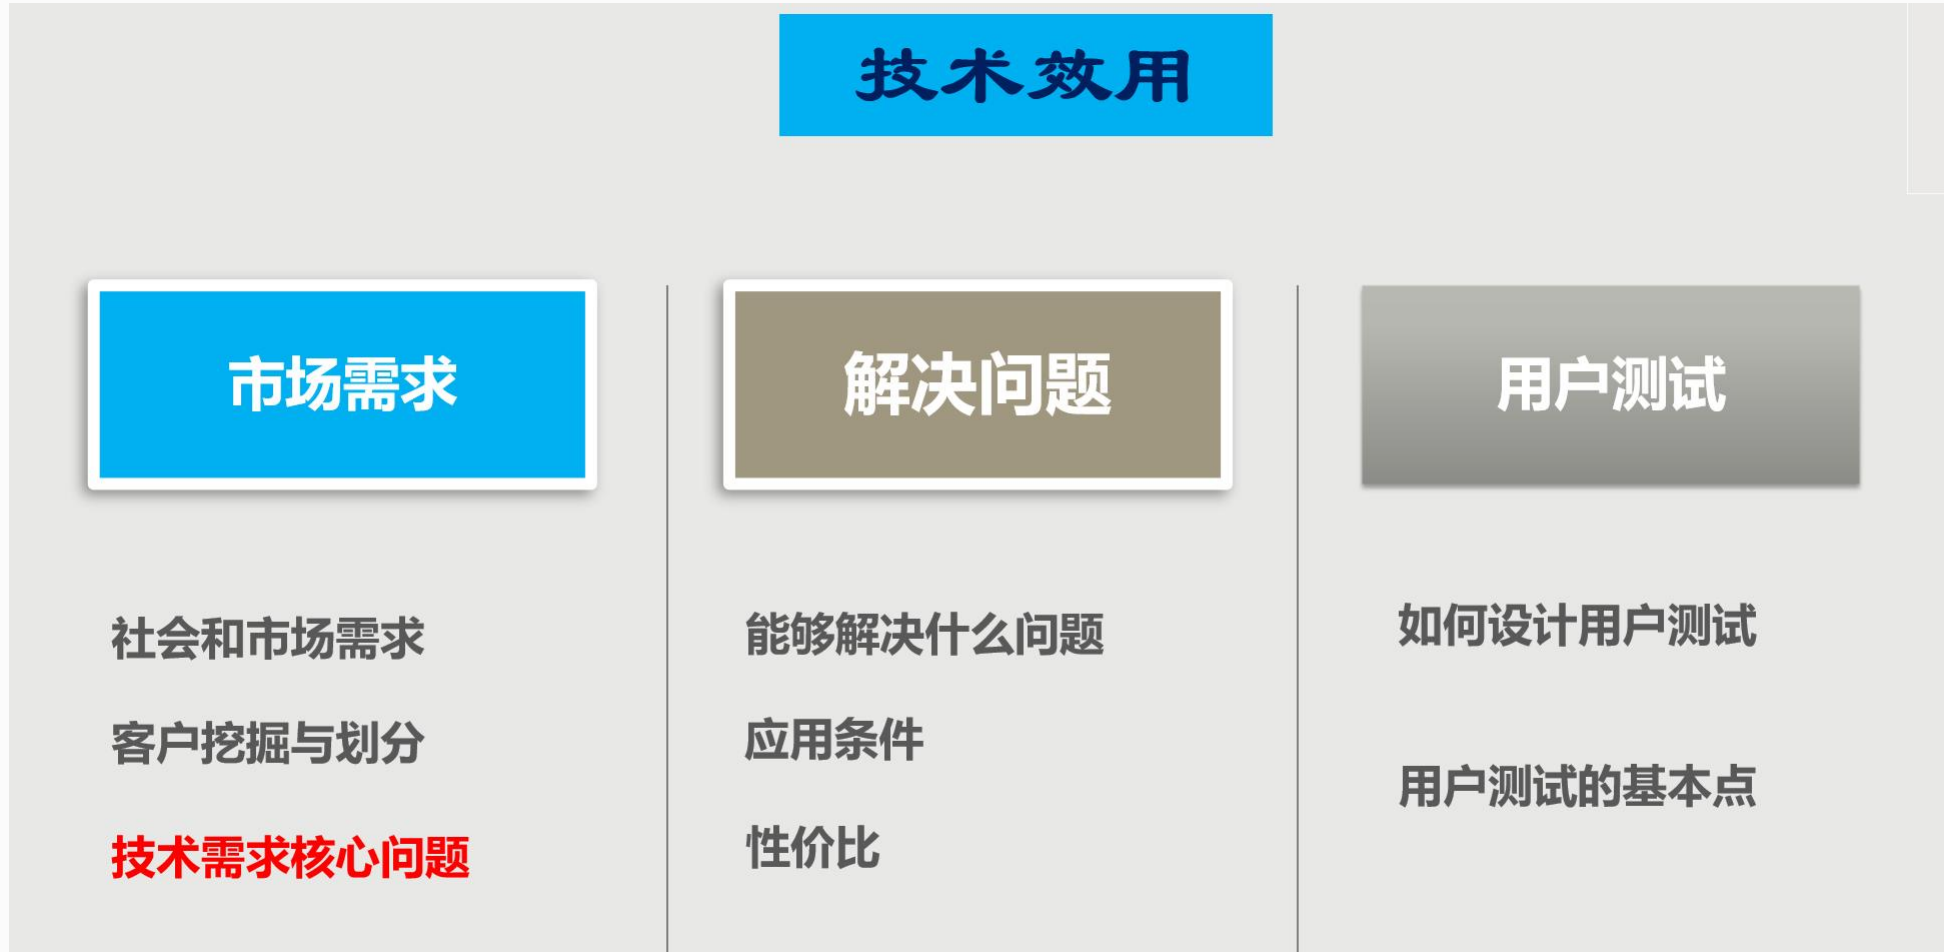 技术效用
市场需求
社会和市场需求
客户挖掘与划分
技术需求核心问题
解决问题
能够解决什么问题
应用条件
性价比
用户测试
如何设计用户测试
用户测试的基本点